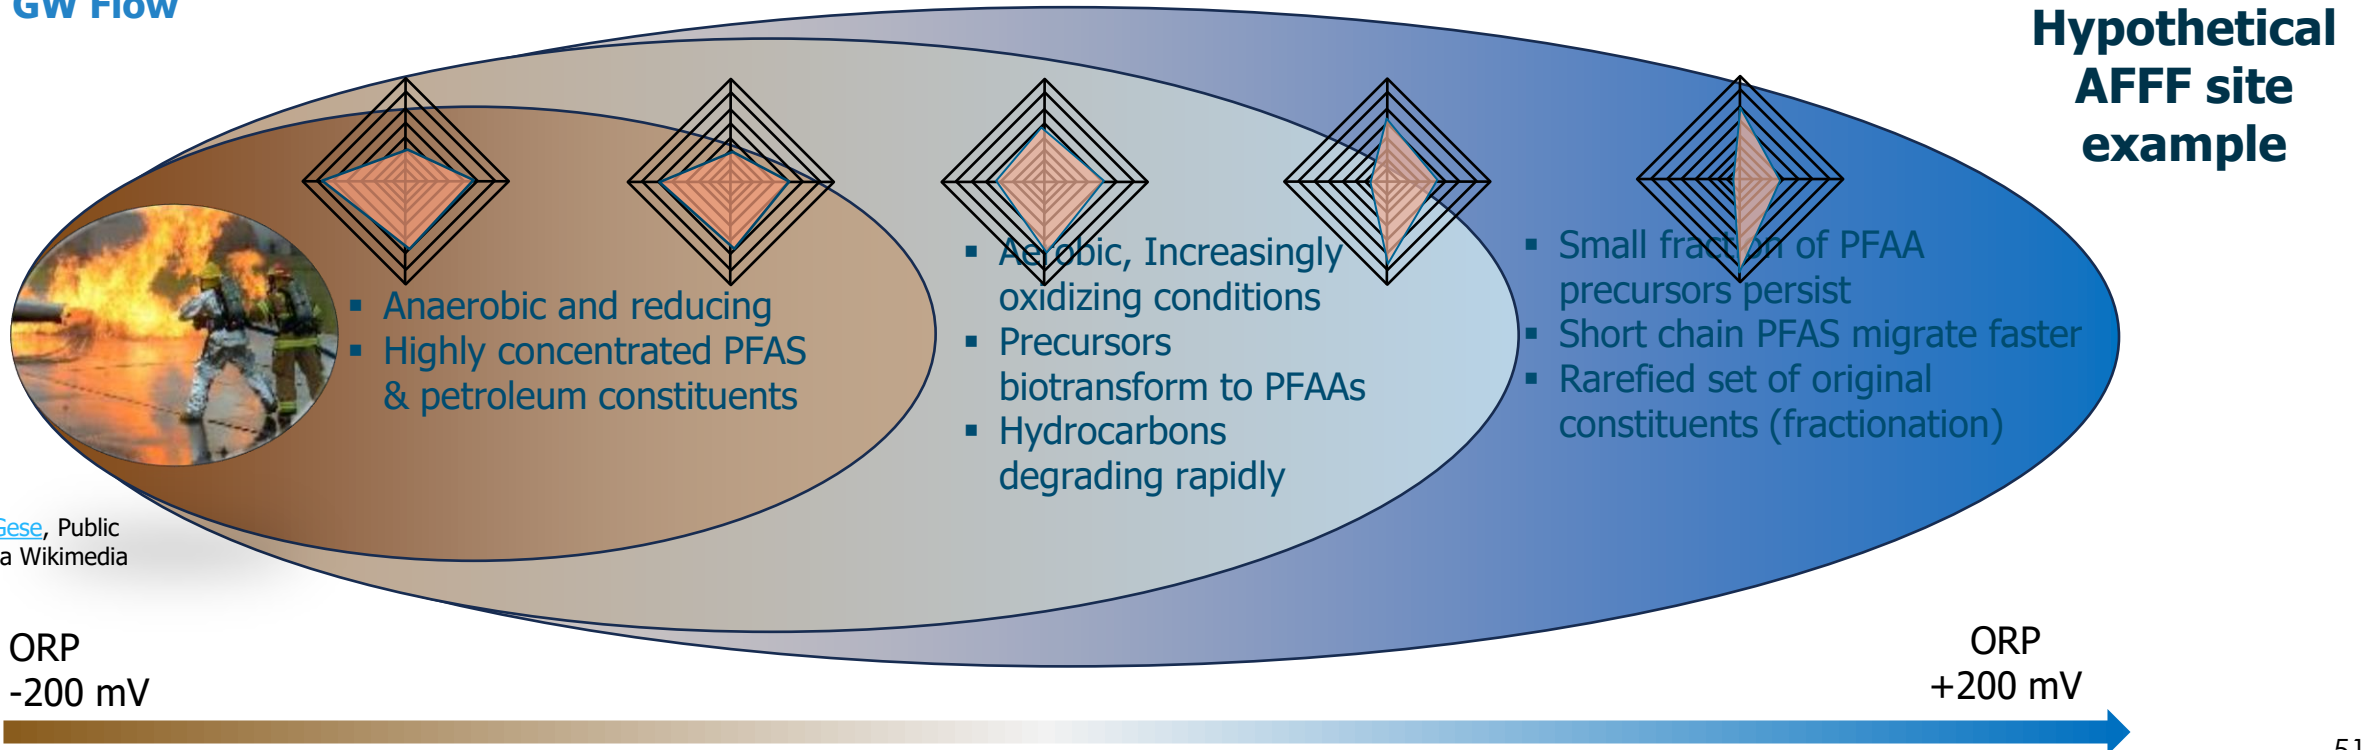 GW Flow
Hypothetical
AFFF site
example
▪ Anaerobic and reducing
▪ Highly concentrated PFAS
& petroleum constituents
▪ Aerobic, Increasingly
oxidizing conditions
▪ Precursors
biotransform to PFAAs
▪ Hydrocarbons
degrading rapidly
▪ Small fraction of PFAA
precursors persist
▪ Short chain PFAS migrate faster
▪ Rarefied set of original
constituents (fractionation)
Gese, Public
a Wikimedia
ORP
-200 mV
ORP
+200 mV
51